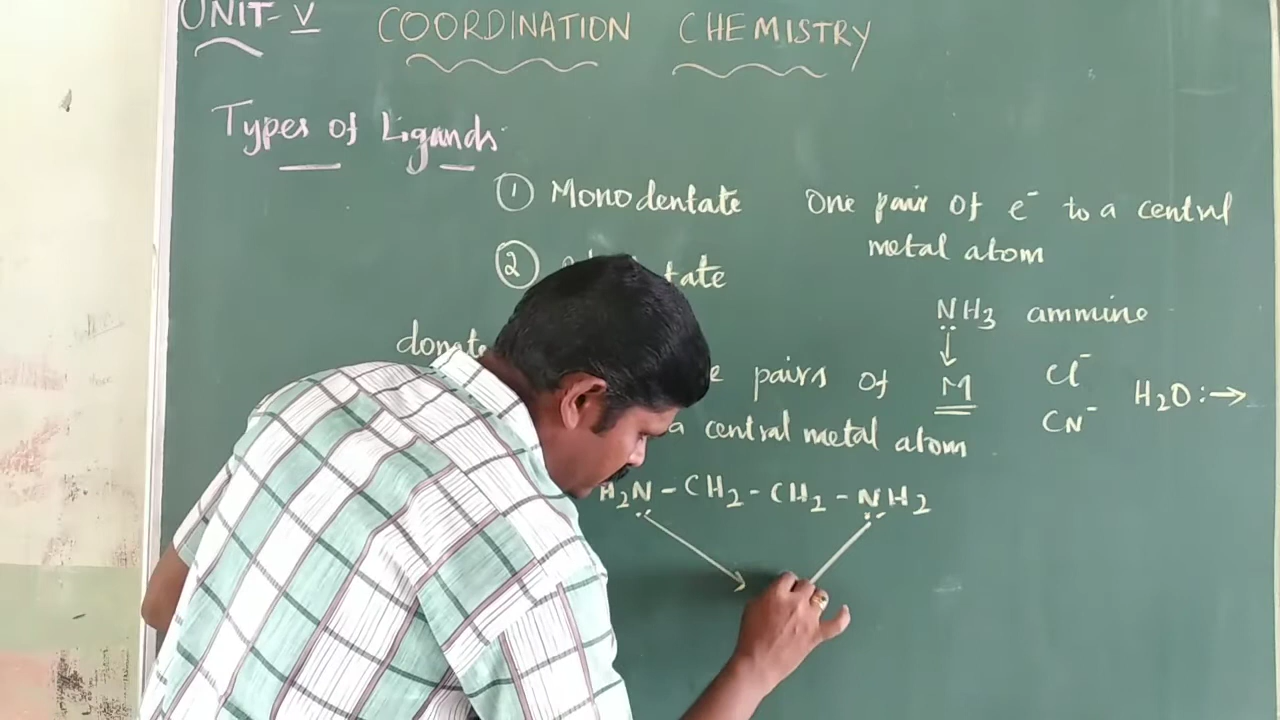 UNIT-V COORDINATION CHEMISTRY
Types of Ligands
① Monodentate One pair of e⁻ to a central
metal atom
②
NH₃ ammine
donate
pairs of M Cl⁻
H₂O:→
CN⁻
a central metal atom
H₂N-CH₂-CH₂-NH₂